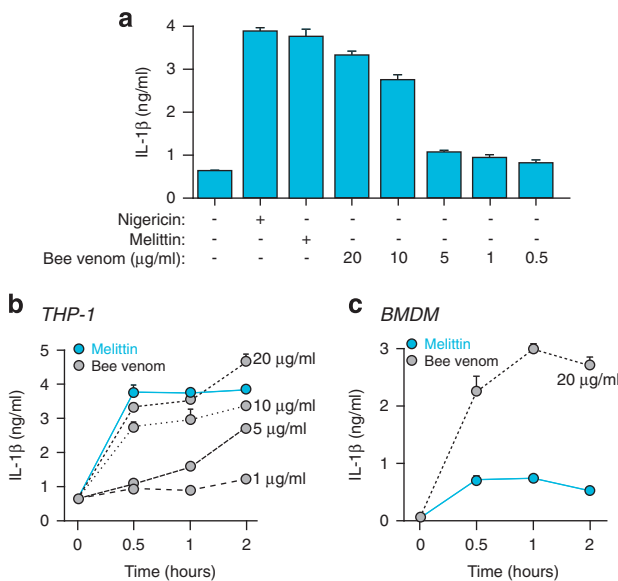 a
IL-1β (ng/ml)
4
3
2
1
0
Nigericin: - + - - - - - -
Melittin: - - + - - - - -
Bee venom (μg/ml): - - - 20 10 5 1 0.5
b THP-1
Melittin
Bee venom
IL-1β (ng/ml)
5
4
3
2
1
0
20 μg/ml
10 μg/ml
5 μg/ml
1 μg/ml
0 0.5 1 2
Time (hours)
c BMDM
Melittin
Bee venom
IL-1β (ng/ml)
3
2
1
0
20 μg/ml
0 0.5 1 2
Time (hours)